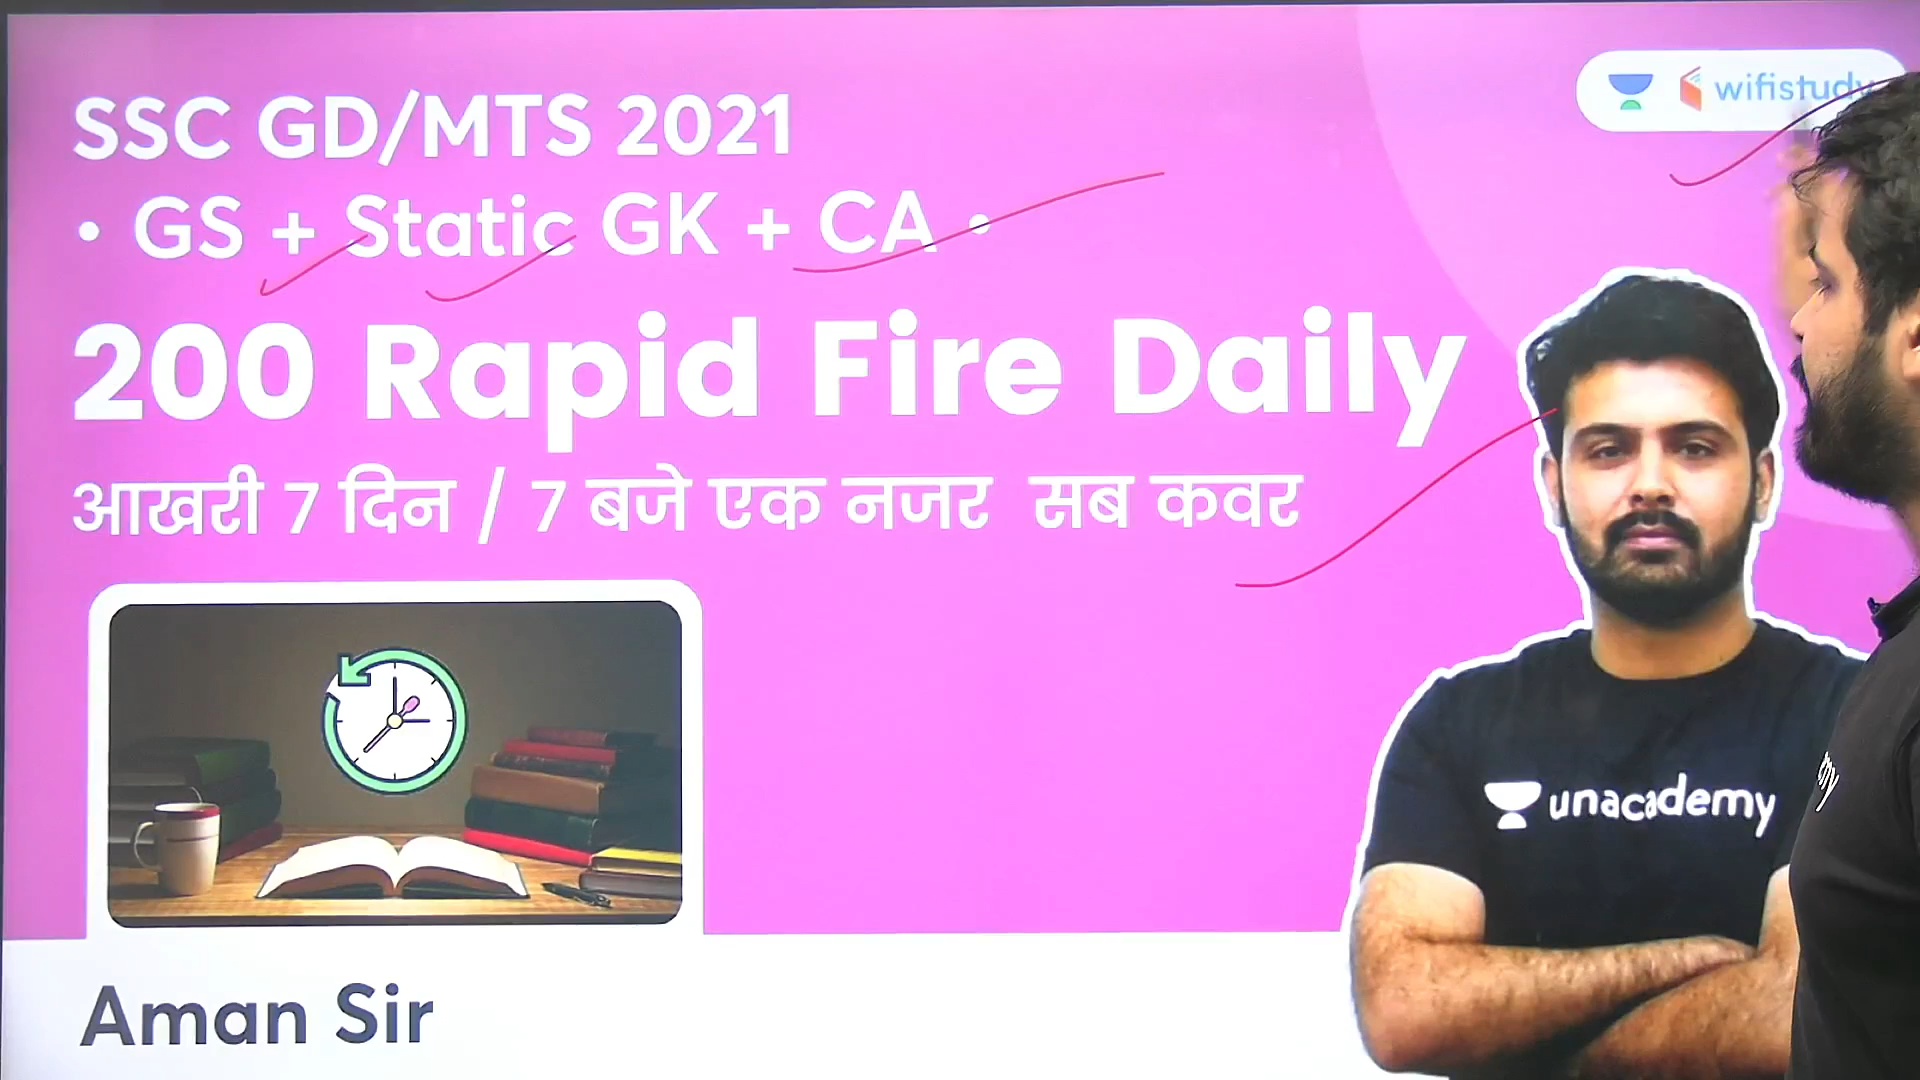 SSC GD/MTS 2021
wifistudy
• GS + Static GK + CA •
200 Rapid Fire Daily
आखरी 7 दिन / 7 बजे एक नजर सब कवर
unacademy
my
Aman Sir